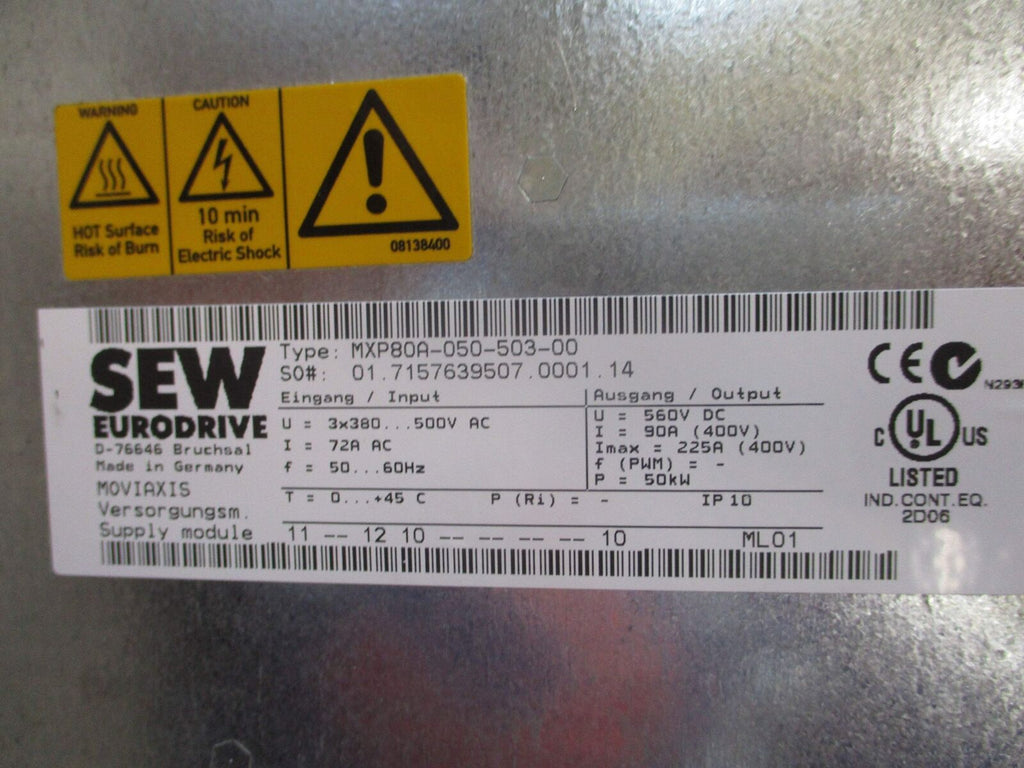 WARNING
HOT Surface
Risk of Burn
CAUTION
10 min
Risk of
Electric Shock
08138400
SEW
EURODRIVE
D-76646 Bruchsal
Made in Germany
MOVIAXIS
Versorgungsm.
Supply module
Type: MXP80A-050-503-00
SO#: 01.7157639507.0001.14
Eingang / Input
U = 3x380...500V AC
I = 72A AC
f = 50...60Hz
Ausgang / Output
U = 560V DC
I = 90A (400V)
Imax = 225A (400V)
f (PWM) = -
P = 50kW
T = 0...+45 C P (Ri) = - IP10
11 -- 12 10 -- -- -- -- 10 ML01
CE
C UL US
LISTED
IND.CONT.EQ.
2D06